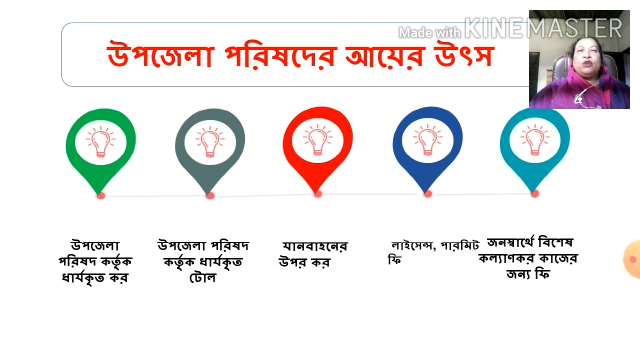 Made with KINEMASTER
উপজেলা পরিষদের আয়ের উৎস
উপজেলা
পরিষদ কর্তৃক
ধার্যকৃত কর
উপজেলা পরিষদ
কর্তৃক ধার্যকৃত
টোল
যানবাহনের
উপর কর
লাইসেন্স, পারমিট
ফি
জনস্বার্থে বিশেষ
কল্যাণকর কাজের
জন্য ফি